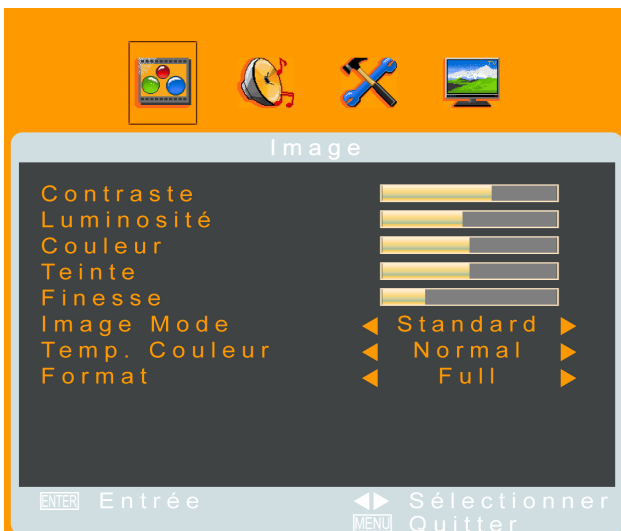 TV
Image
Contraste
Luminosité
Couleur
Teinte
Finesse
Image Mode ◀ Standard ▶
Temp. Couleur ◀ Normal ▶
Format ◀ Full ▶
ENTER Entrée ◀▶ Sélectionner
MENU Quitter